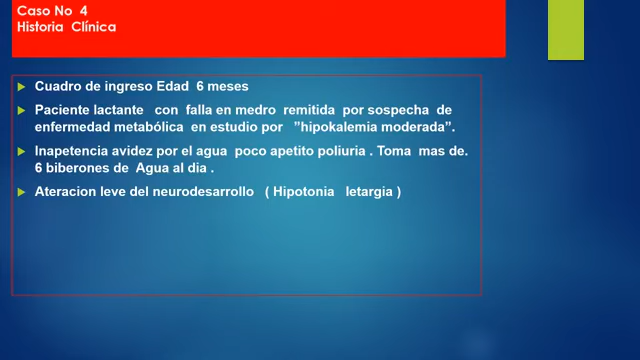 Caso No 4
Historia Clínica
Cuadro de ingreso Edad 6 meses
Paciente lactante con falla en medro remitida por sospecha de
enfermedad metabólica en estudio por "hipokalemia moderada".
Inapetencia avidez por el agua poco apetito poliuria . Toma mas de.
6 biberones de Agua al dia .
Ateracion leve del neurodesarrollo ( Hipotonia letargia )